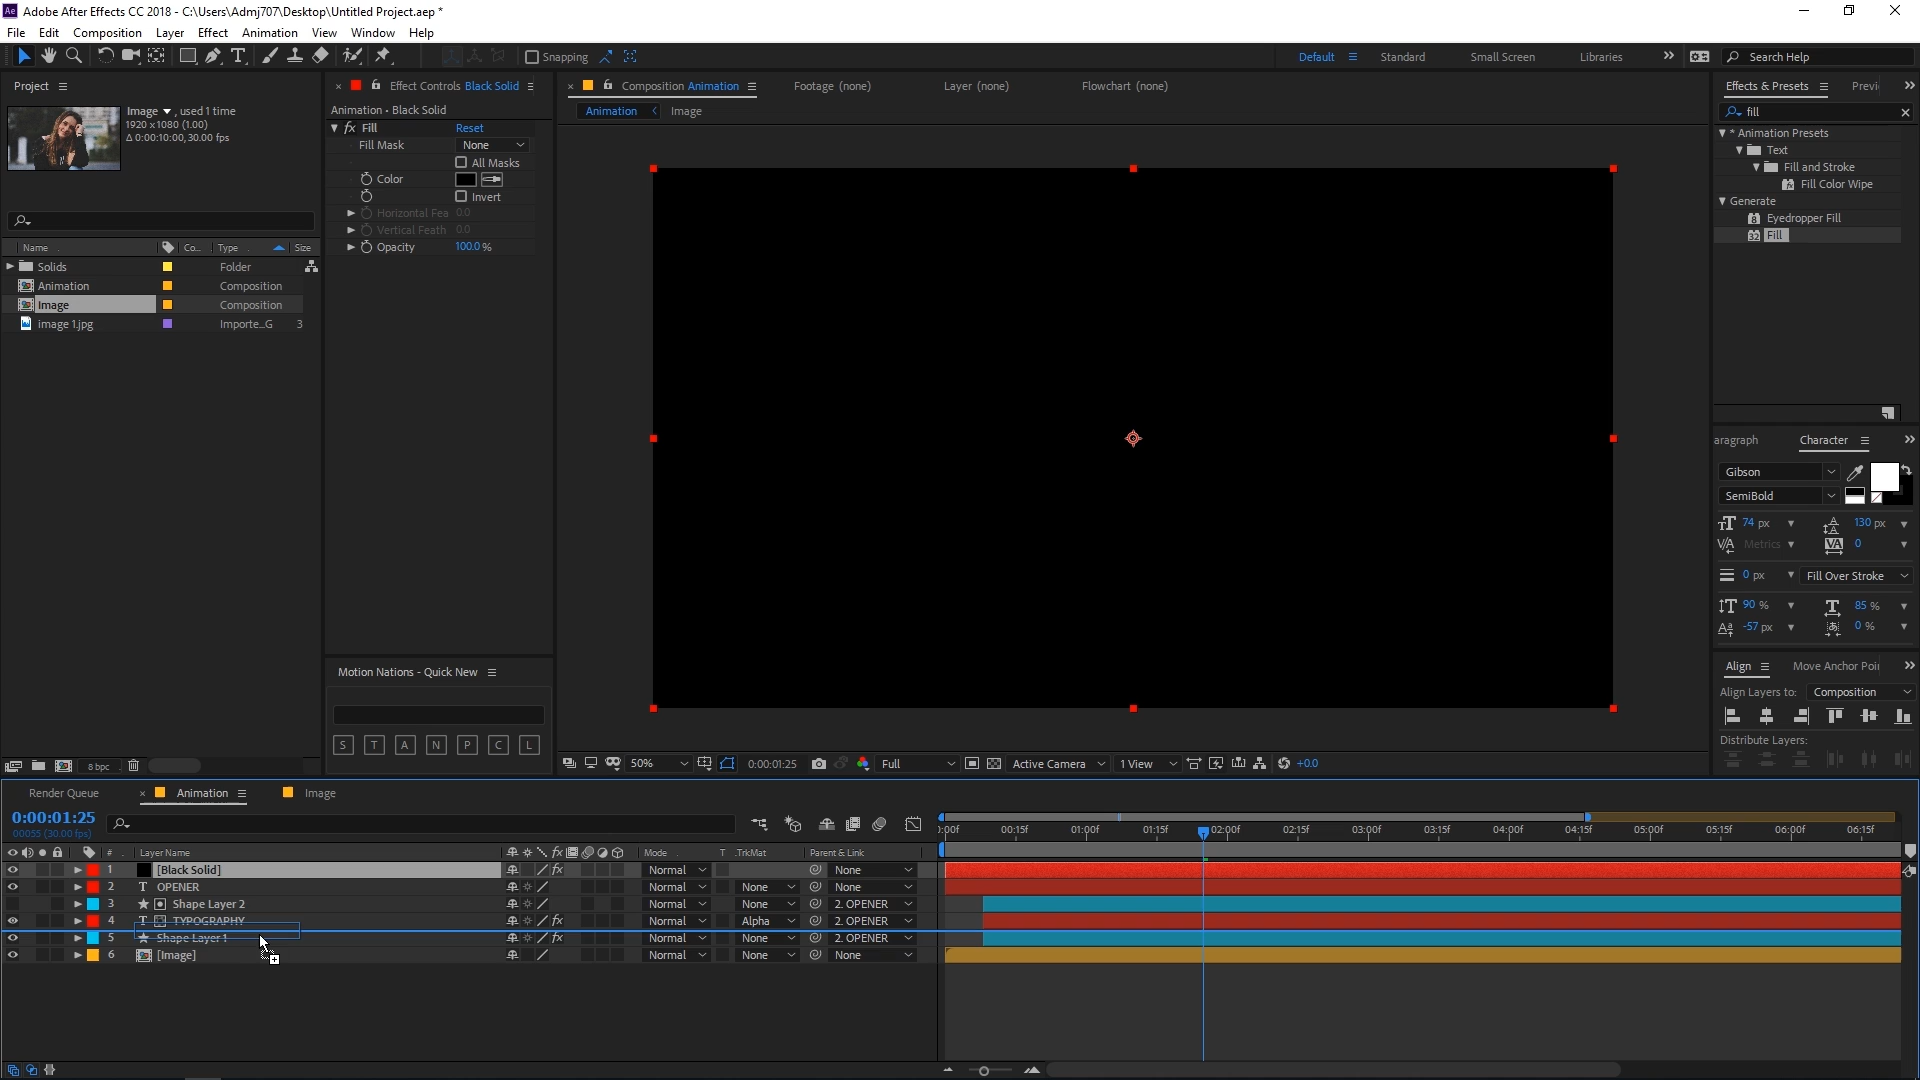 Ae Adobe After Effects CC 2018 - C:\Users\Admj707\Desktop\Untitled Project.aep *
File Edit Composition Layer Effect Animation View Window Help
Snapping
Default Standard Small Screen Libraries Search Help
Project
Image , used 1 time
1920 x 1080 (1.00)
Δ 0:00:10:00, 30.00 fps
Name Co... Type Size
Solids Folder
Animation Composition
Image Composition
image 1.jpg Importe...G 3
8 bpc
Effect Controls Black Solid
Animation • Black Solid
fx Fill Reset
Fill Mask None
All Masks
Color
Invert
Horizontal Fea 0.0
Vertical Feath 0.0
Opacity 100.0 %
Motion Nations - Quick New
S T A N P C L
Composition Animation Footage (none) Layer (none) Flowchart (none)
Animation Image
50% 0:00:01:25 Full Active Camera 1 View +0.0
Effects & Presets Previ
fill
* Animation Presets
Text
Fill and Stroke
Fill Color Wipe
Generate
Eyedropper Fill
Fill
aragraph Character
Gibson
SemiBold
74 px 130 px
Metrics 0
0 px Fill Over Stroke
90 % 85 %
-57 px 0 %
Align Move Anchor Poi
Align Layers to: Composition
Distribute Layers:
Render Queue Animation Image
0:00:01:25
00055 (30.00 fps)
# Layer Name Mode T .TrkMat Parent & Link
1 [Black Solid] Normal None
2 T OPENER Normal None None
3 Shape Layer 2 Normal None 2. OPENER
4 T TYPOGRAPHY Normal Alpha 2. OPENER
5 Shape Layer 1 Normal None 2. OPENER
6 [Image] Normal None None
):00f 00:15f 01:00f 01:15f 02:00f 02:15f 03:00f 03:15f 04:00f 04:15f 05:00f 05:15f 06:00f 06:15f